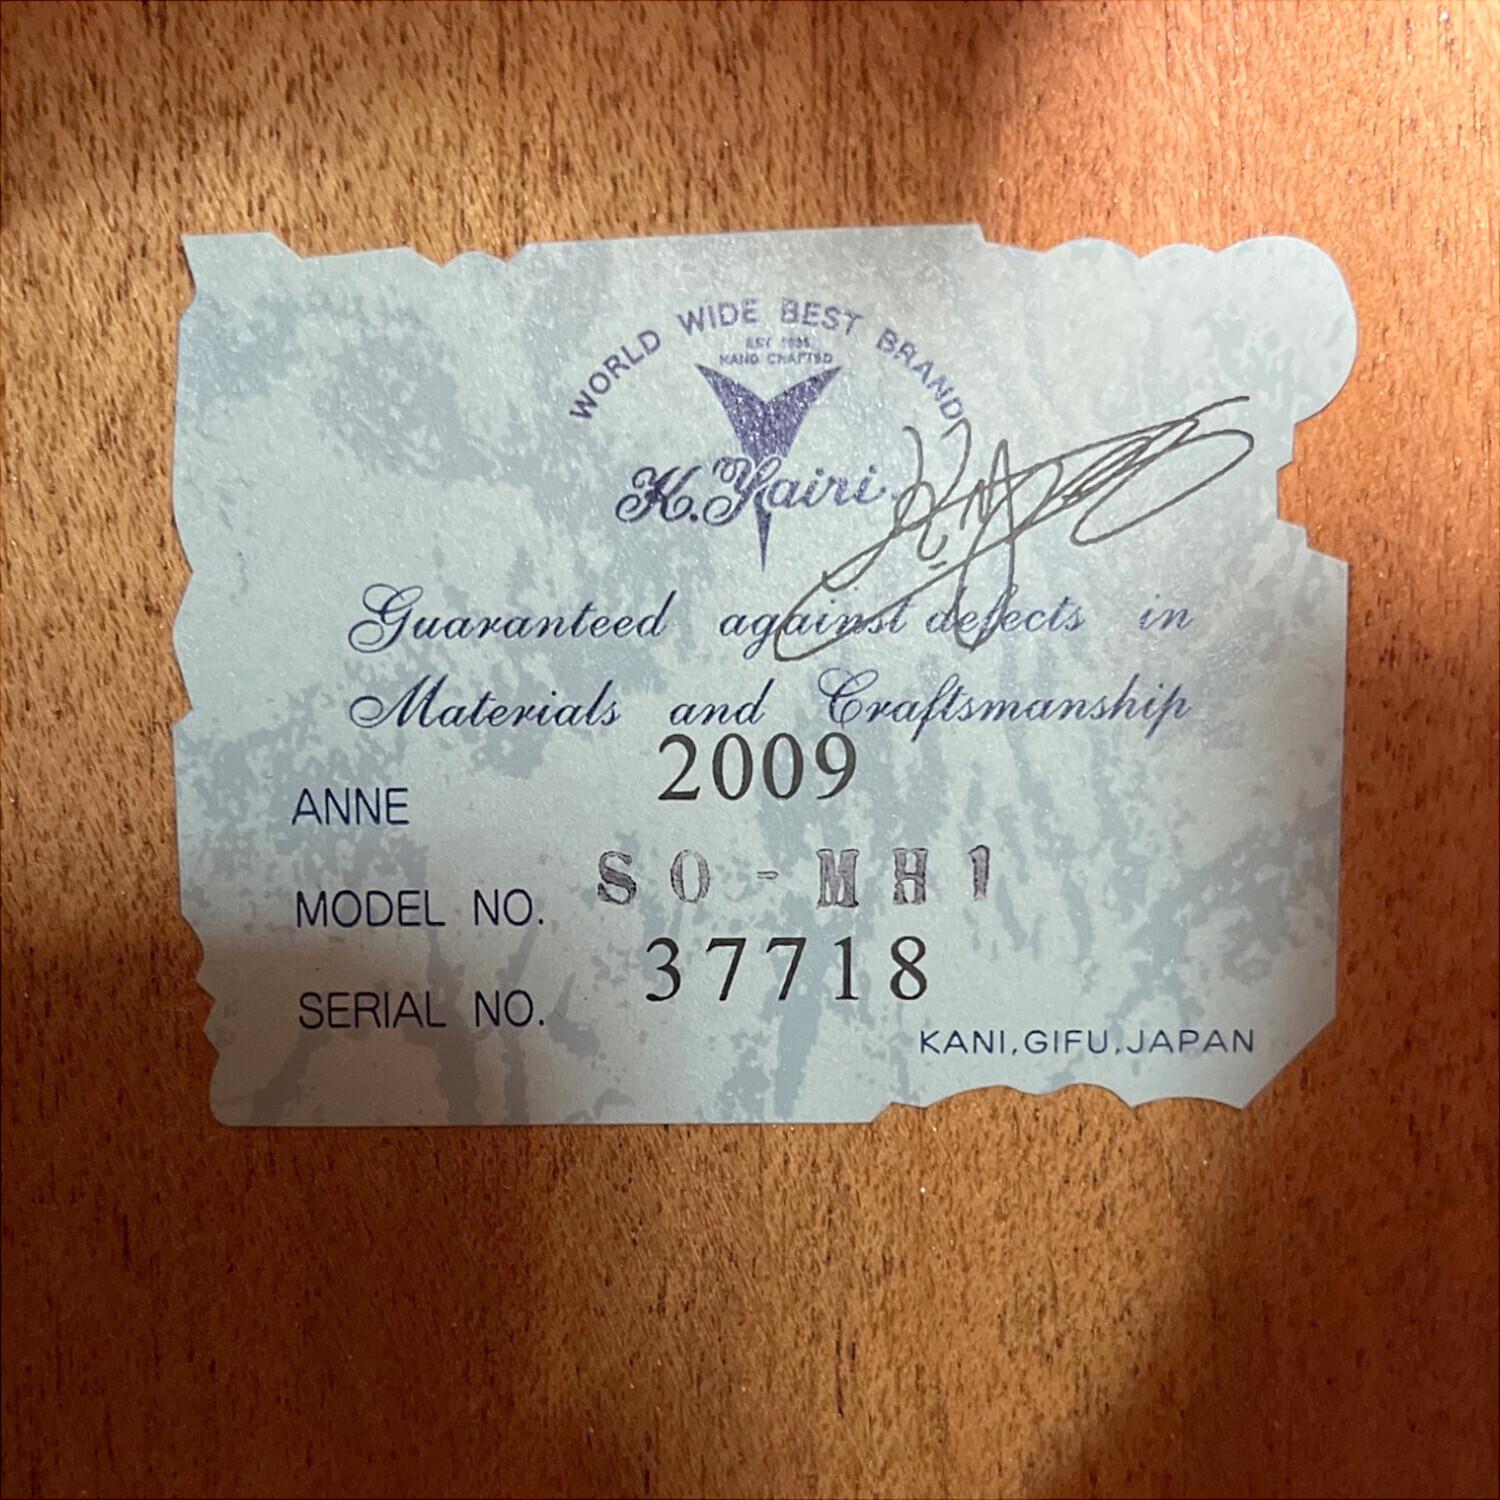 WORLD WIDE BEST BRAND
EST 1935
HAND CRAFTED
K.Yairi
Guaranteed against defects in
Materials and Craftsmanship
ANNE 2009
MODEL NO. SO-MH1
SERIAL NO. 37718
KANI,GIFU,JAPAN